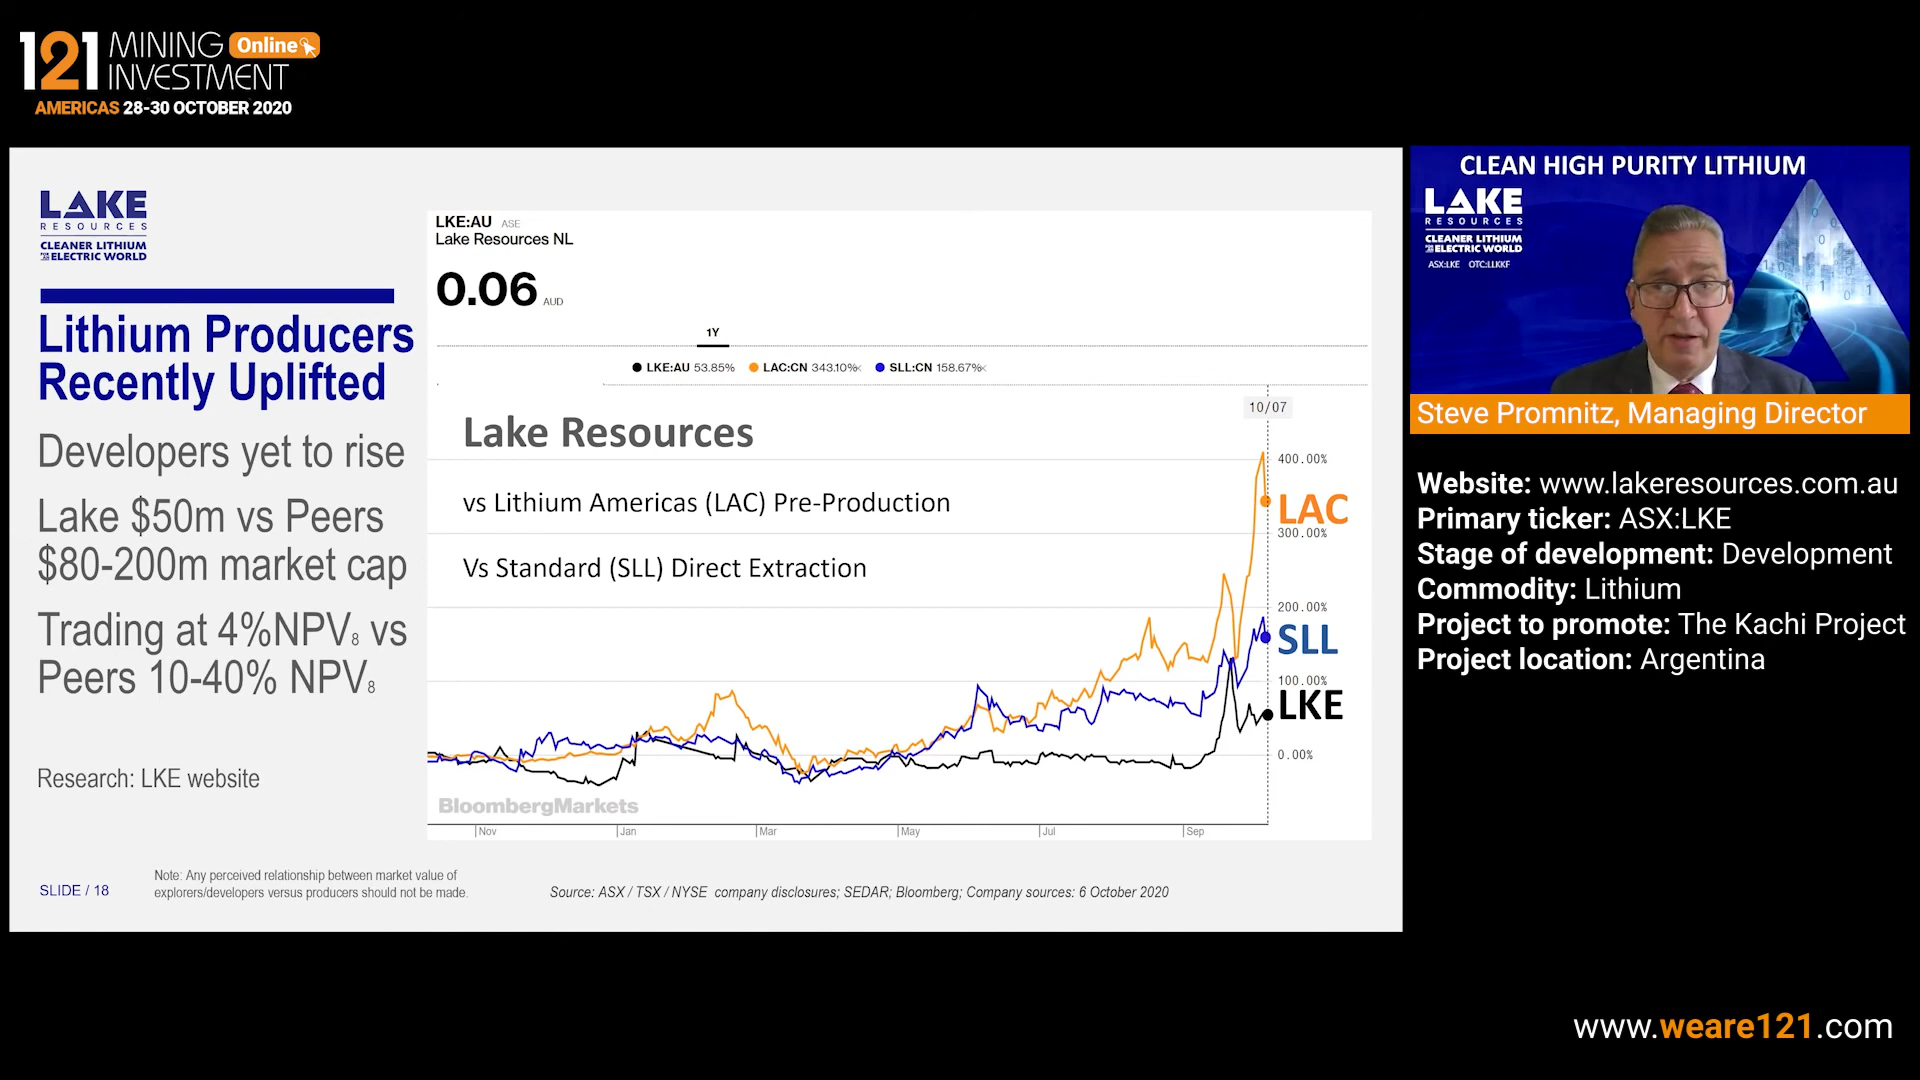 121 MINING Online
INVESTMENT
AMERICAS 28-30 OCTOBER 2020
LAKE
RESOURCES
CLEANER LITHIUM
FOR AN ELECTRIC WORLD
Lithium Producers
Recently Uplifted
Developers yet to rise
Lake $50m vs Peers
$80-200m market cap
Trading at 4%NPV8 vs
Peers 10-40% NPV8
Research: LKE website
SLIDE / 18
Note: Any perceived relationship between market value of
explorers/developers versus producers should not be made.
LKE:AU ASE
Lake Resources NL
0.06 AUD
1Y
LKE:AU 53.85% LAC:CN 343.10% SLL:CN 158.67%
10/07
Lake Resources
vs Lithium Americas (LAC) Pre-Production
Vs Standard (SLL) Direct Extraction
400.00%
LAC
300.00%
200.00%
SLL
100.00%
LKE
0.00%
BloombergMarkets
Nov Jan Mar May Jul Sep
Source: ASX / TSX / NYSE company disclosures; SEDAR; Bloomberg; Company sources: 6 October 2020
CLEAN HIGH PURITY LITHIUM
LAKE
RESOURCES
CLEANER LITHIUM
FOR AN ELECTRIC WORLD
ASX:LKE OTC:LLKKF
Steve Promnitz, Managing Director
Website: www.lakeresources.com.au
Primary ticker: ASX:LKE
Stage of development: Development
Commodity: Lithium
Project to promote: The Kachi Project
Project location: Argentina
www.weare121.com